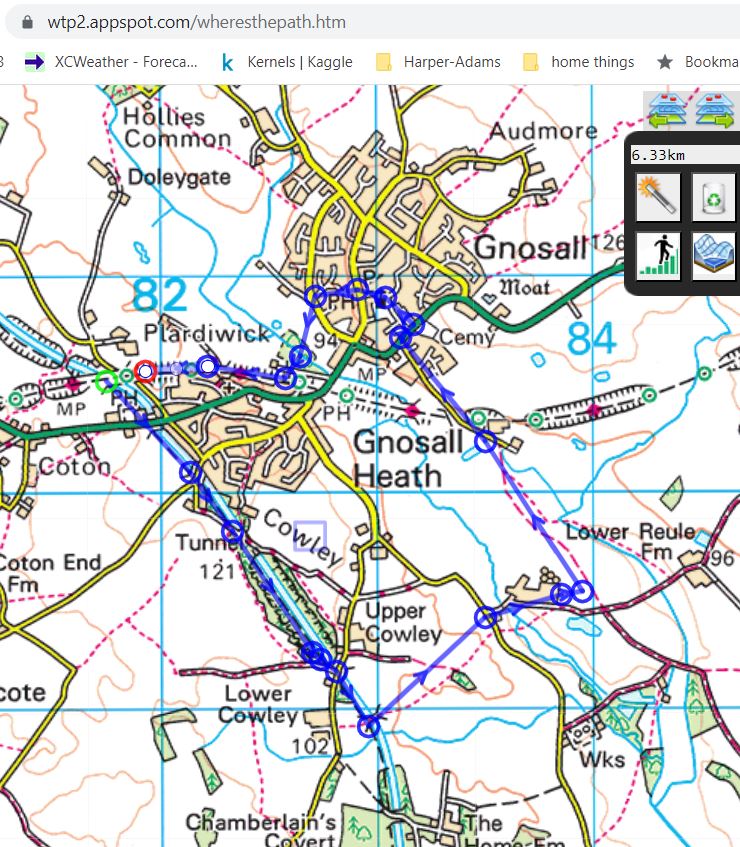 wtp2.appspot.com/wheresthepath.htm
XCWeather - Foreca...
Kernels | Kaggle
Harper-Adams
home things
Bookma
6.33km
Hollies
Common
Audmore
Doleygate
Gnosall
126
Moat
82
84
Plardiwick
94
Cemy
MP
MP
PH
PH
Gnosall
Heath
Coton
Cowley
Lower Reule
Fm
96
Tunnel
121
Coton End
Fm
Upper
Cowley
cote
Lower
Cowley
102
Wks
Chamberlain's
Covert
The
Home Fm